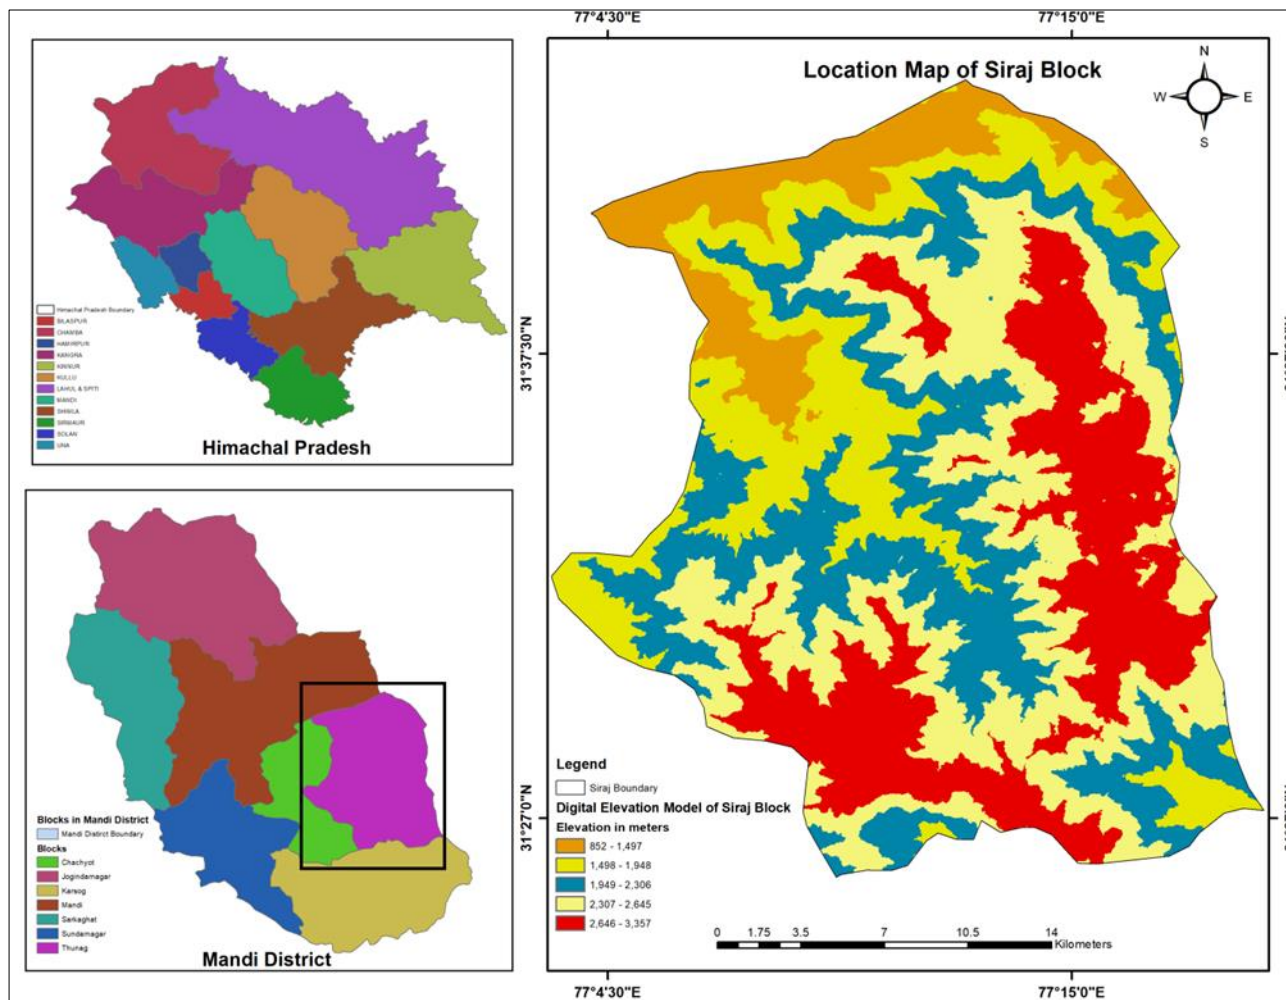 77°4'30"E
77°15'0"E
Himachal Pradesh Boundary
BILASPUR
CHAMBA
HAMIRPUR
KANGRA
KINNUR
KULLU
LAHUL & SPITI
MANDI
SHIMLA
SIRMAUR
SOLAN
UNA
Himachal Pradesh
Blocks in Mandi District
Mandi Distirct Boundary
Blocks
Chachyot
Jogindarnagar
Karsog
Mandi
Sarkaghat
Sundarnagar
Thunag
Mandi District
Location Map of Siraj Block
N
W
E
S
31°37'30"N
31°27'0"N
Legend
Siraj Boundary
Digital Elevation Model of Siraj Block
Elevation in meters
852 - 1,497
1,498 - 1,948
1,949 - 2,306
2,307 - 2,645
2,646 - 3,357
0 1.75 3.5 7 10.5 14
Kilometers
77°4'30"E
77°15'0"E